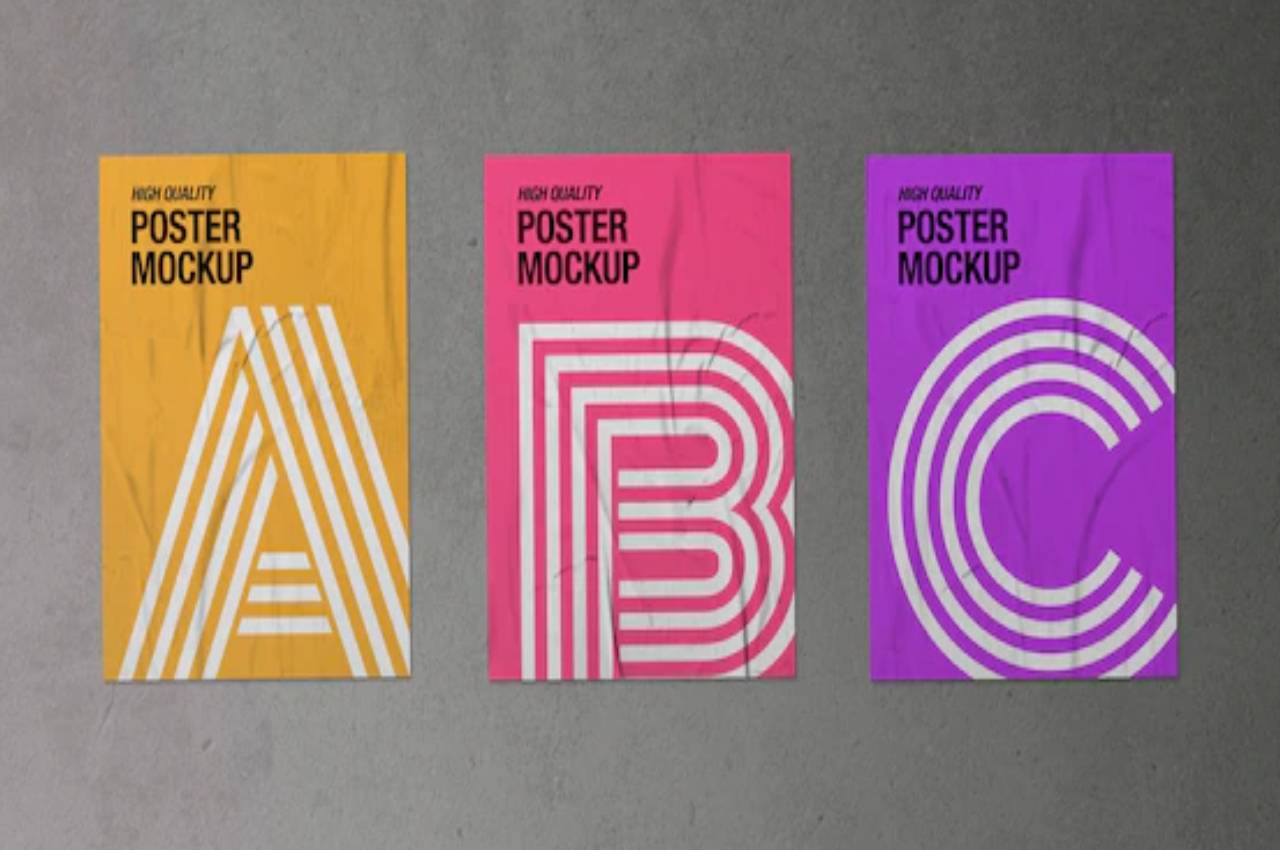 HIGH QUALITY
POSTER
MOCKUP
A
HIGH QUALITY
POSTER
MOCKUP
B
HIGH QUALITY
POSTER
MOCKUP
C